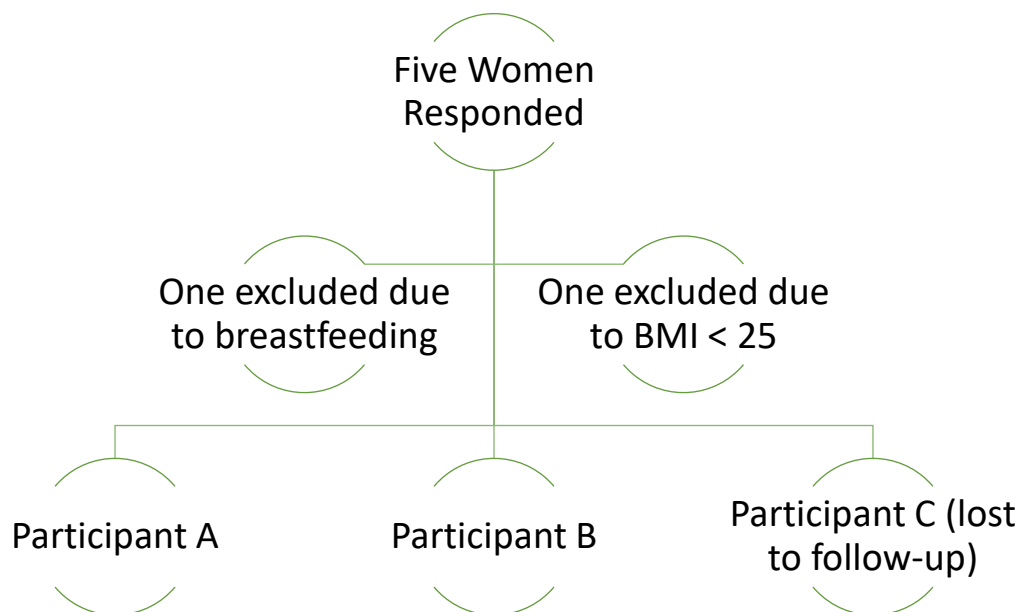 Five Women
Responded
One excluded due
to breastfeeding
One excluded due
to BMI < 25
Participant A
Participant B
Participant C (lost
to follow-up)